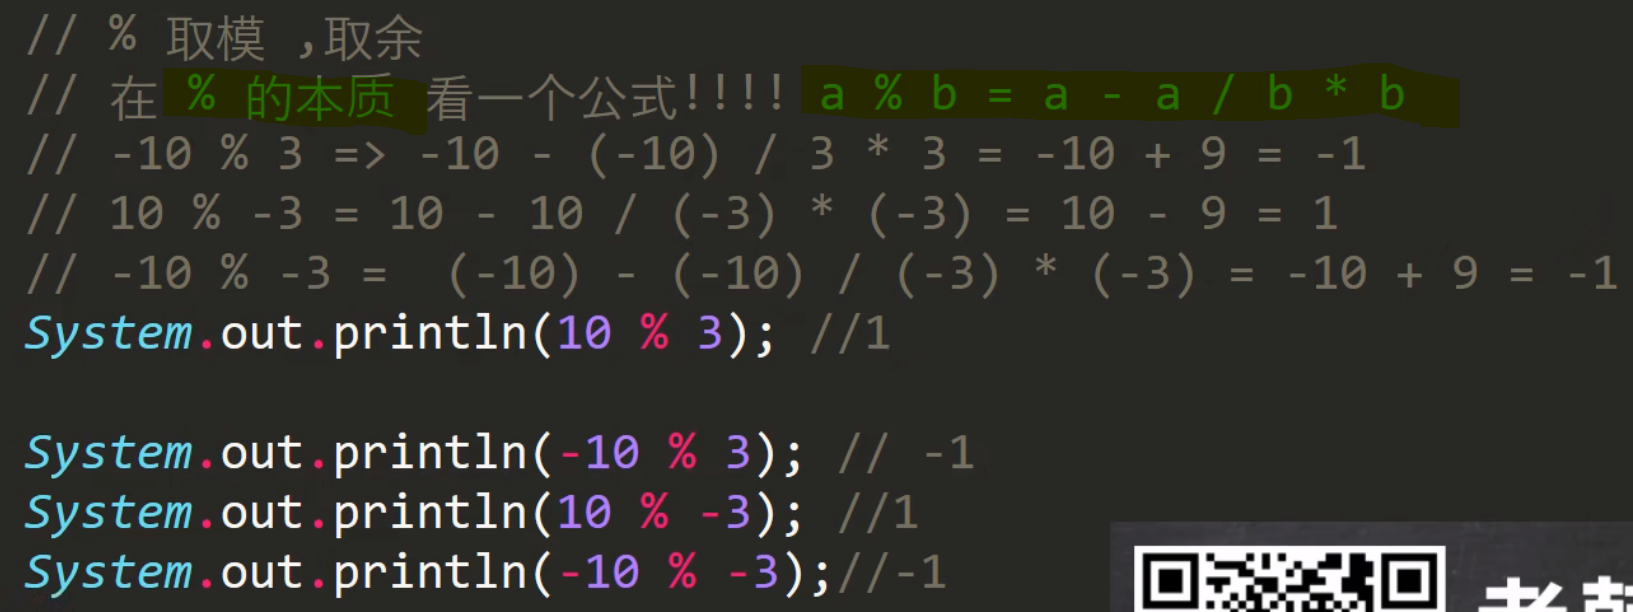 // % 取模 ,取余
// 在 % 的本质 看一个公式!!!! a % b = a - a / b * b
// -10 % 3 => -10 - (-10) / 3 * 3 = -10 + 9 = -1
// 10 % -3 = 10 - 10 / (-3) * (-3) = 10 - 9 = 1
// -10 % -3 =  (-10) - (-10) / (-3) * (-3) = -10 + 9 = -1
System.out.println(10 % 3); //1
System.out.println(-10 % 3); // -1
System.out.println(10 % -3); //1
System.out.println(-10 % -3);//-1